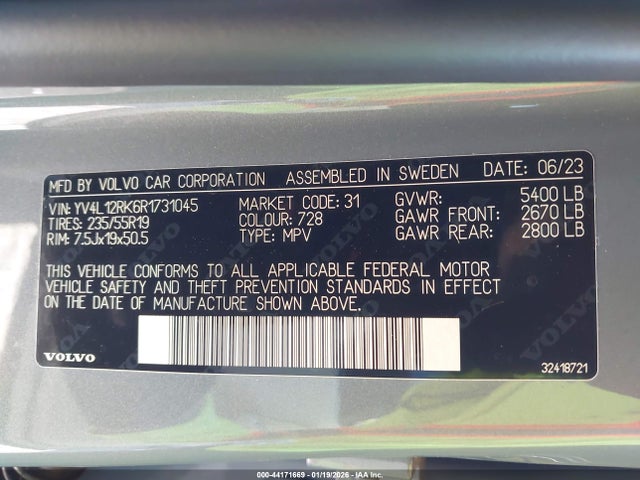 MFD BY VOLVO CAR CORPORATION ASSEMBLED IN SWEDEN DATE: 06/23
VIN: YV4L12RK6R1731045 MARKET CODE: 31 GVWR: 5400 LB
TIRES: 235/55R19 COLOUR: 728 GAWR FRONT: 2670 LB
RIM: 7.5Jx19x50.5 TYPE: MPV GAWR REAR: 2800 LB
THIS VEHICLE CONFORMS TO ALL APPLICABLE FEDERAL MOTOR
VEHICLE SAFETY AND THEFT PREVENTION STANDARDS IN EFFECT
ON THE DATE OF MANUFACTURE SHOWN ABOVE.
VOLVO
32418721
000-44171669 - 01/19/2026 - IAAI.COM